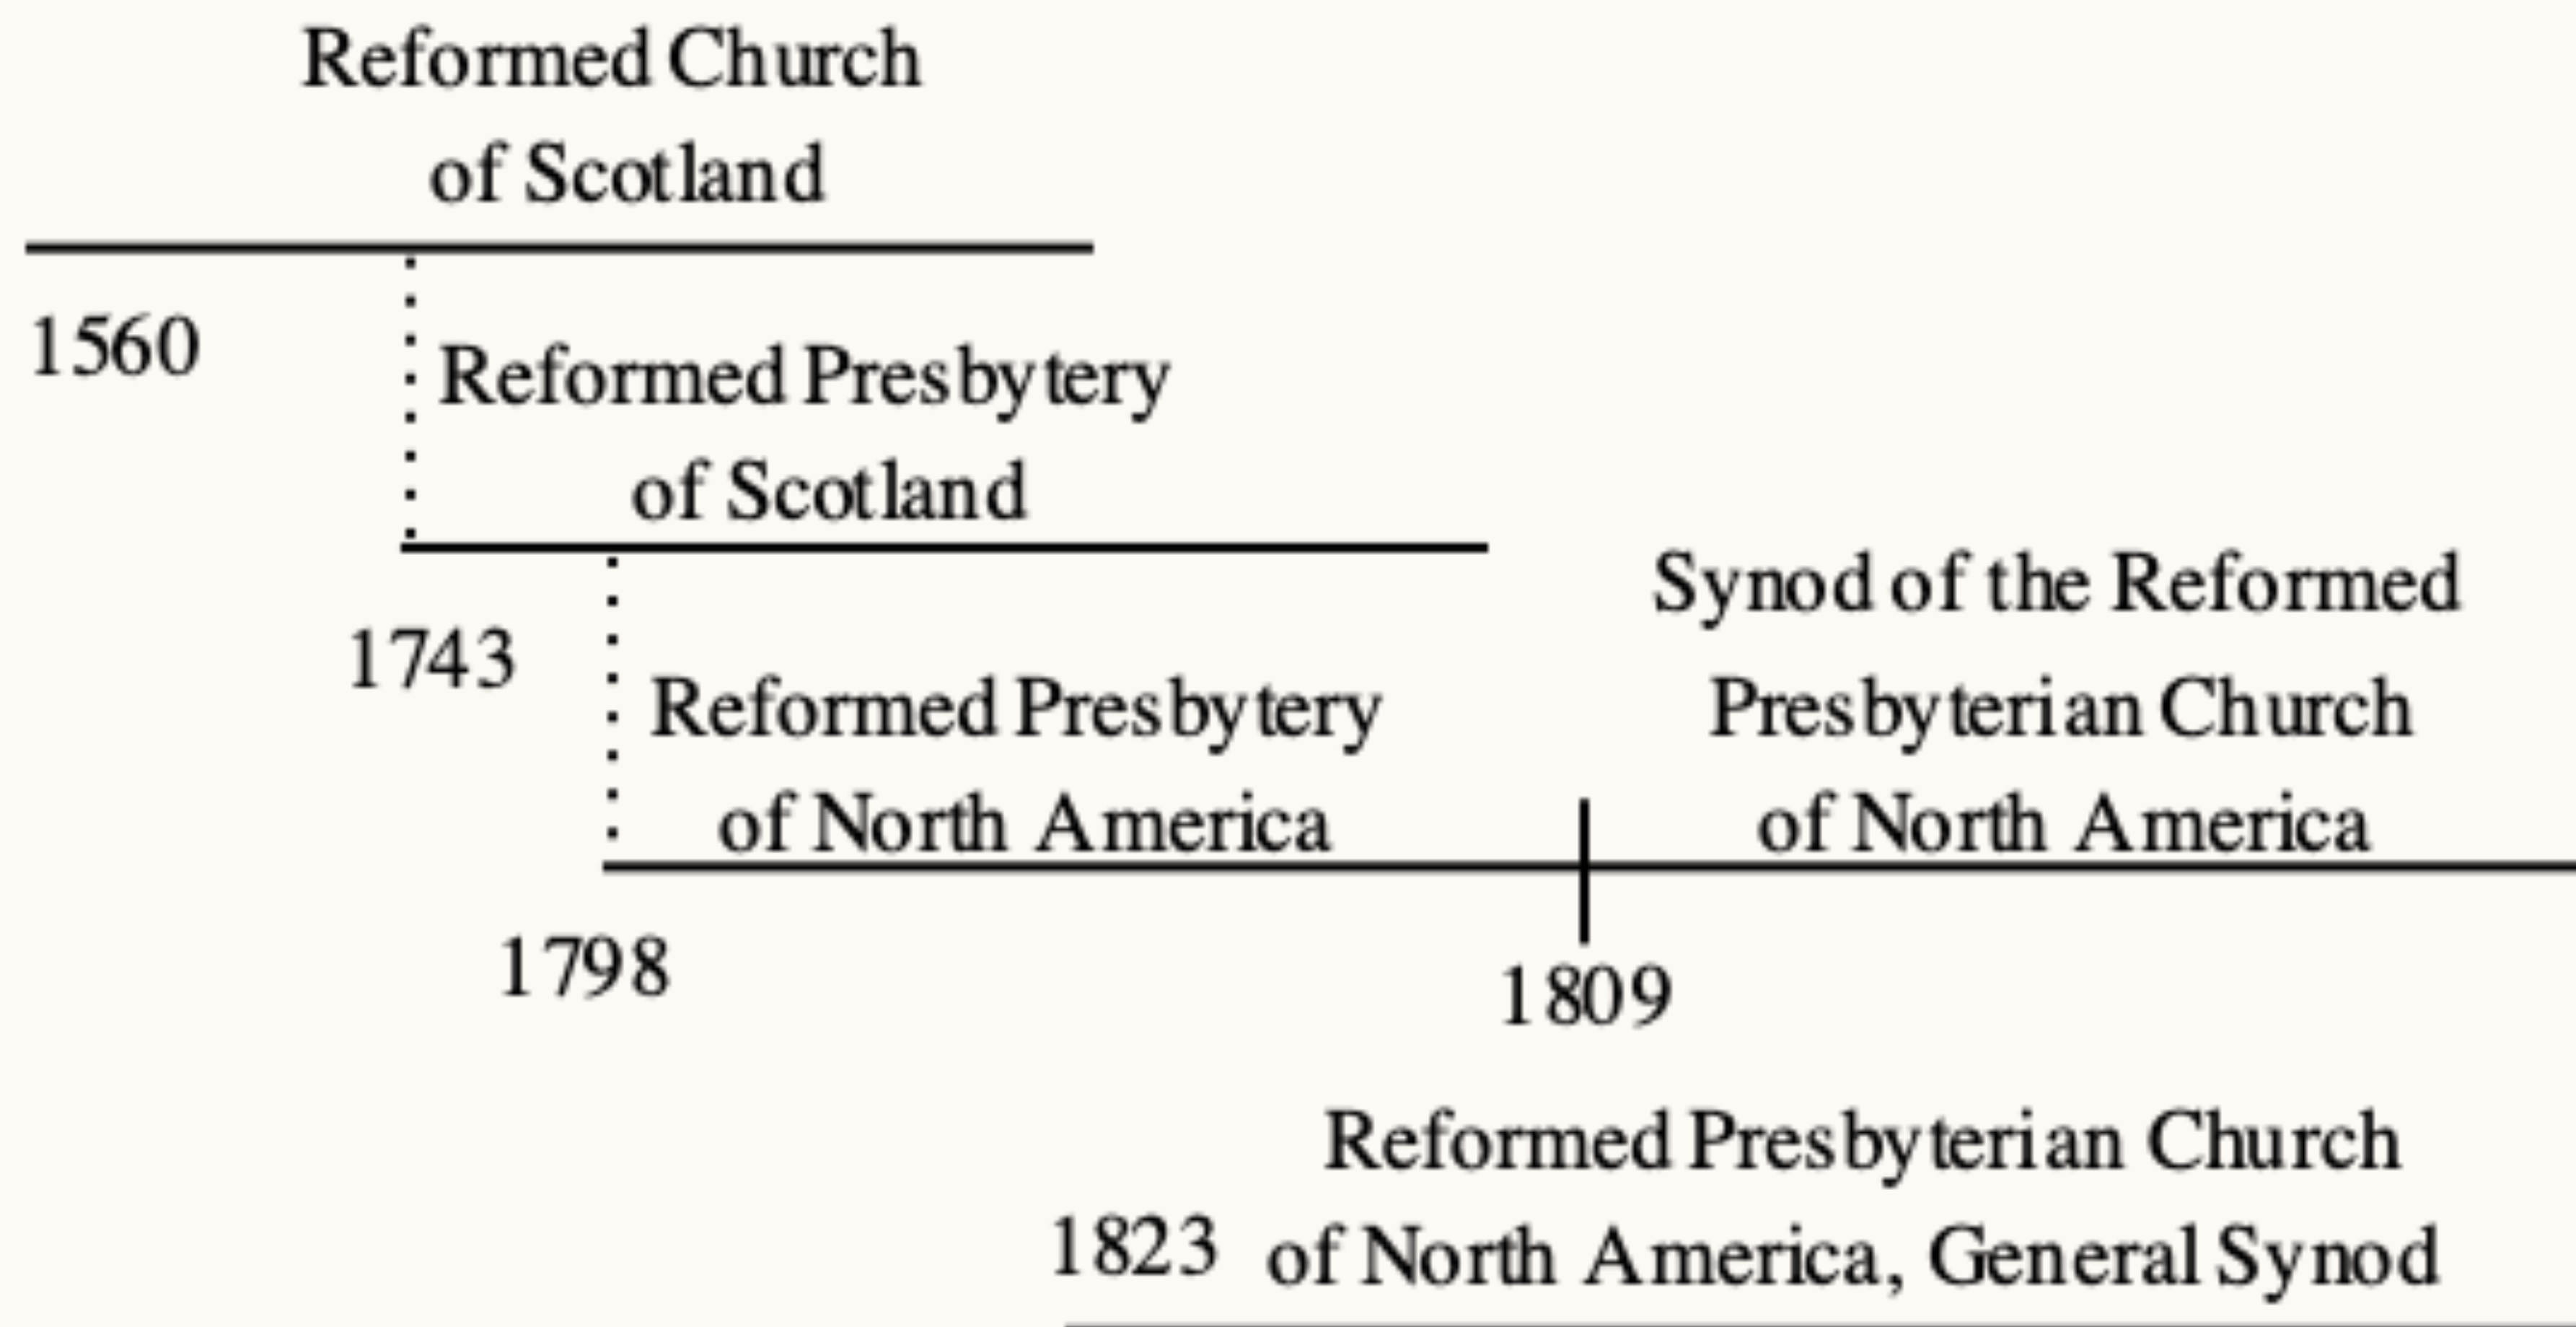 Reformed Church
of Scotland
1560
Reformed Presbytery
of Scotland
1743
Synod of the Reformed
Presbyterian Church
of North America
Reformed Presbytery
of North America
1798
1809
Reformed Presbyterian Church
1823 of North America, General Synod